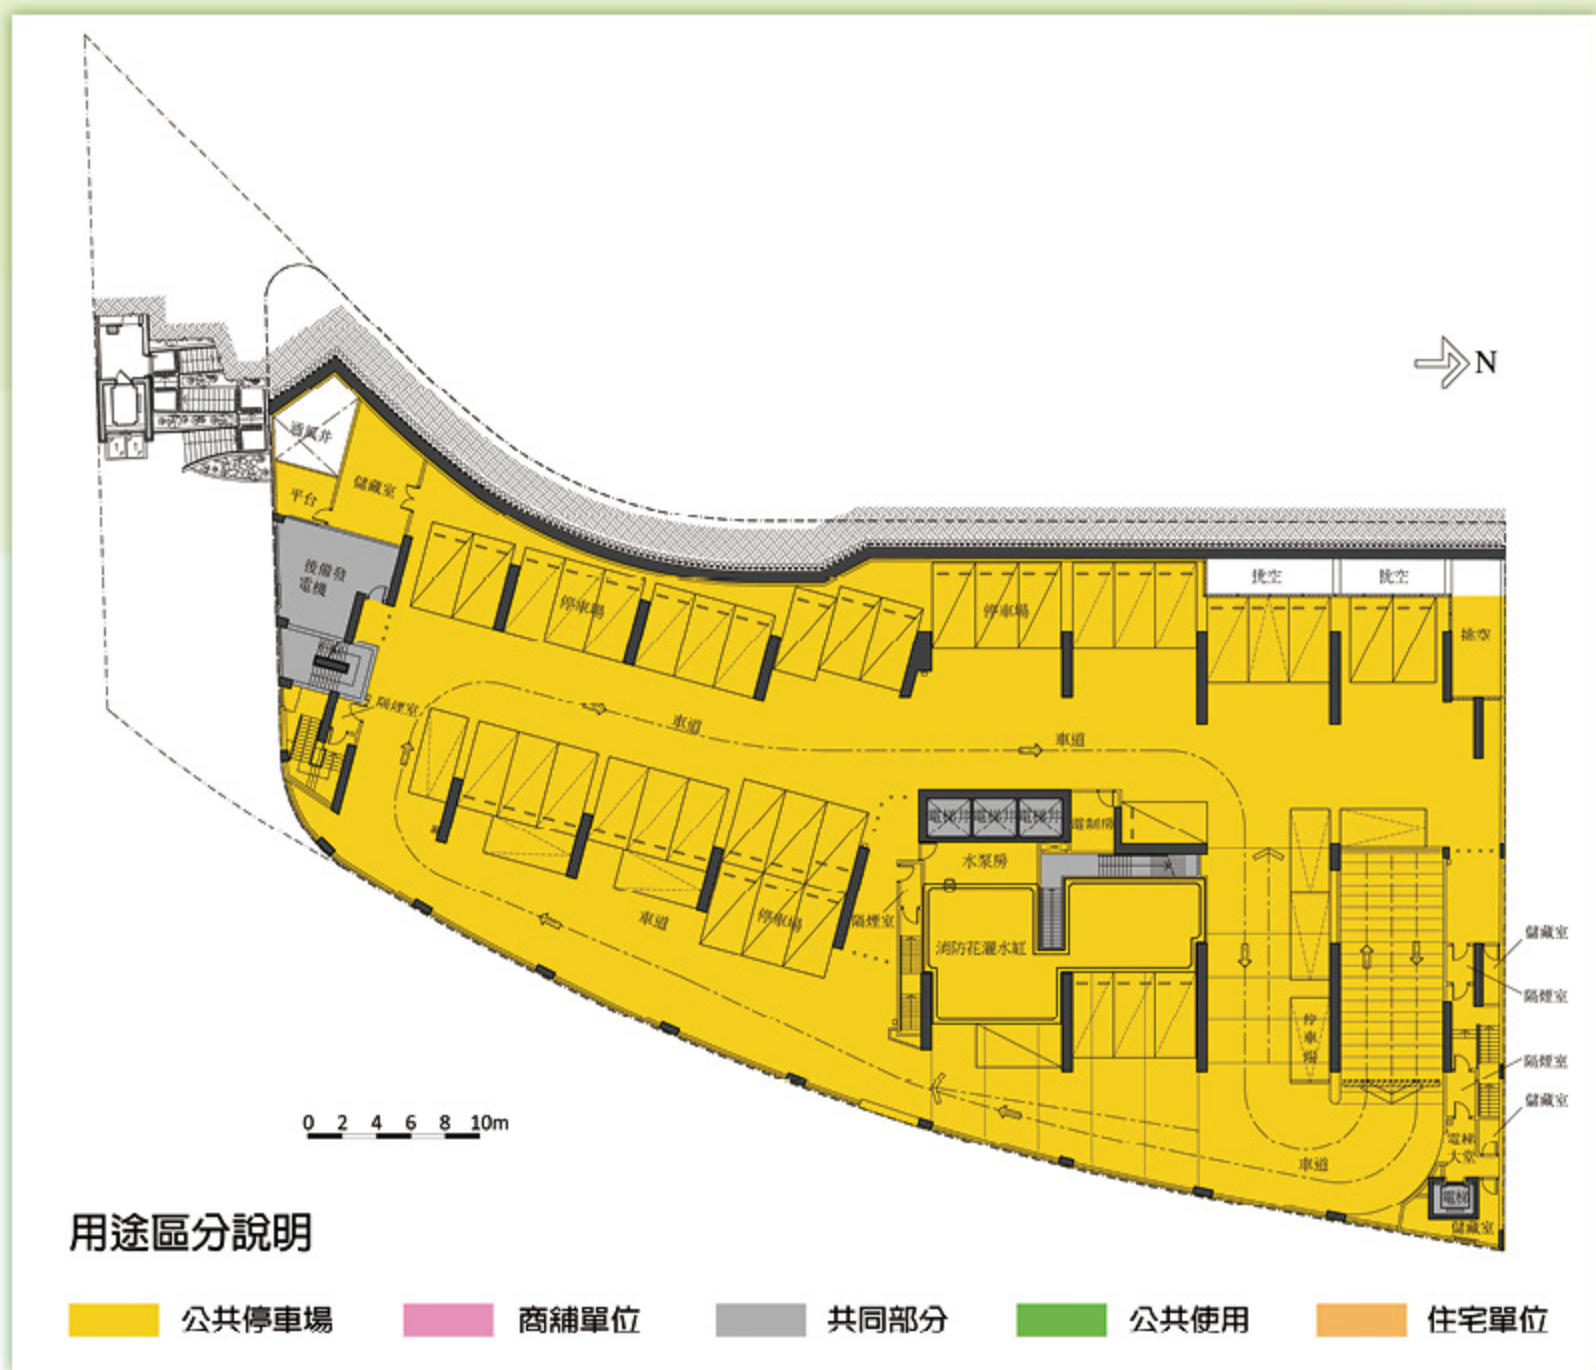 N
通風井
儲藏室
平台
後備發
電機
停車場
停車場
挑空
挑空
挑空
隔煙室
車道
車道
電梯井
電梯井
電梯井
電制房
水泵房
隔煙室
車道
停車場
消防花灑水缸
儲藏室
隔煙室
停
車
場
隔煙室
儲藏室
電梯
大堂
車道
電梯
儲藏室
0 2 4 6 8 10m
用途區分說明
公共停車場
商舖單位
共同部分
公共使用
住宅單位